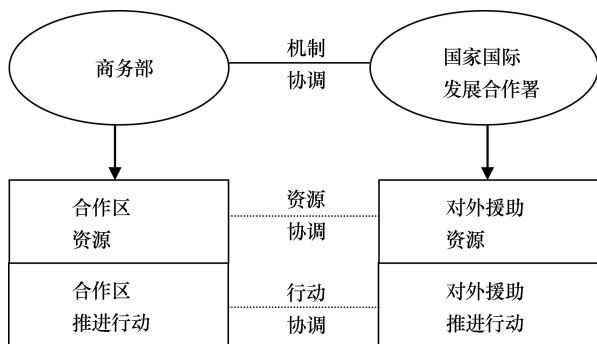 商务部
机制
协调
国家国际
发展合作署
合作区
资源
资源
协调
对外援助
资源
合作区
推进行动
行动
协调
对外援助
推进行动